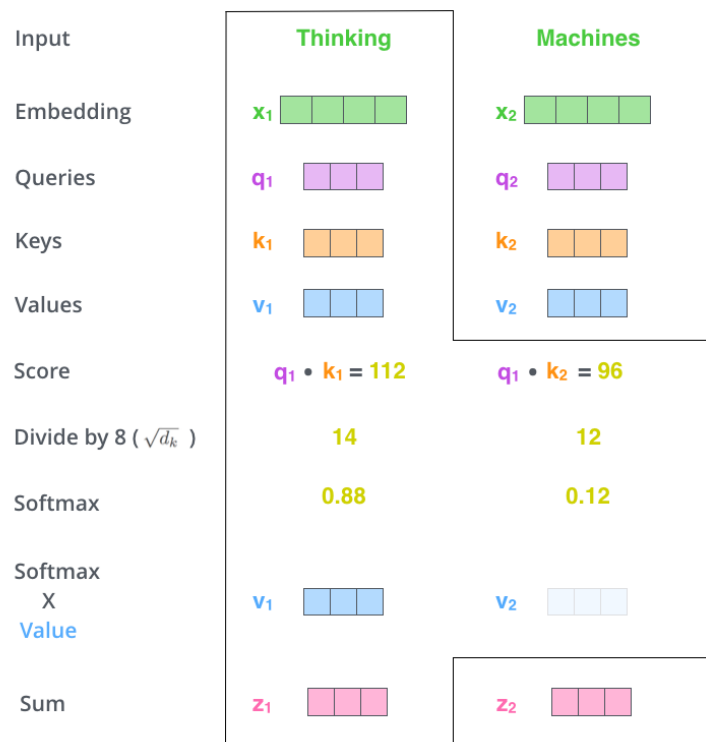 Input Thinking Machines
Embedding x₁ x₂
Queries q₁ q₂
Keys k₁ k₂
Values v₁ v₂
Score q₁ • k₁ = 112 q₁ • k₂ = 96
Divide by 8 ( √dₖ ) 14 12
Softmax 0.88 0.12
Softmax
X
Value v₁ v₂
Sum z₁ z₂